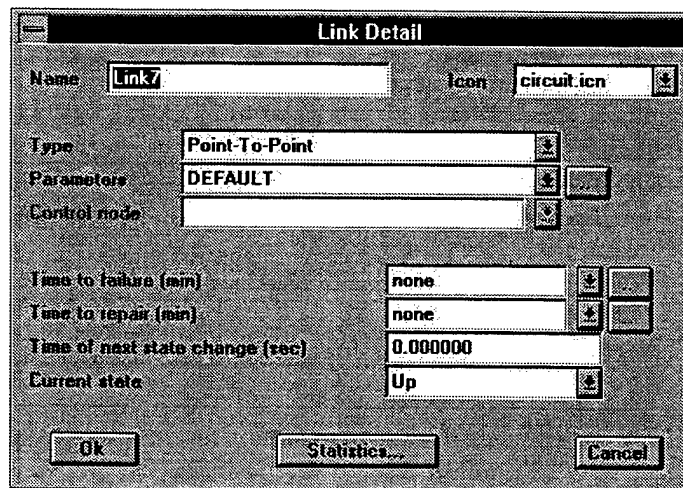 Link Detail
Name Link7 Icon circuit.icn
Type Point-To-Point
Parameters DEFAULT ...
Control node
Time to failure (min) none ...
Time to repair (min) none ...
Time of next state change (sec) 0.000000
Current state Up
Ok Statistics... Cancel